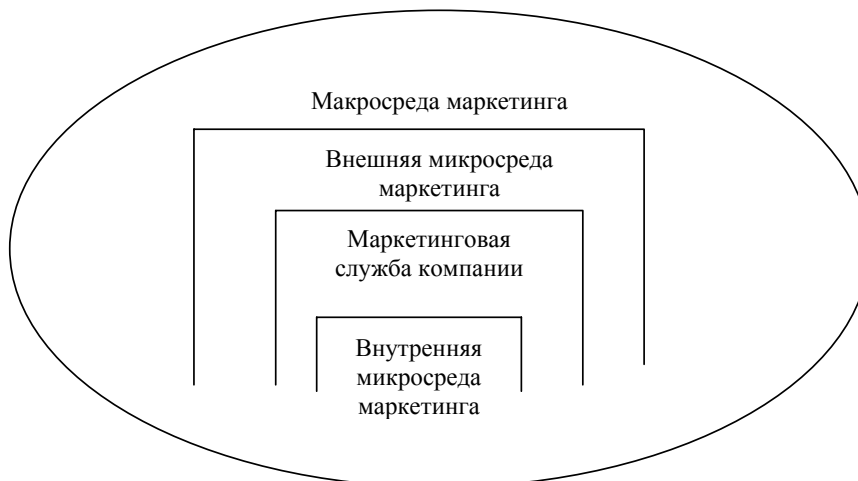 Макросреда маркетинга
Внешняя микросреда
маркетинга
Маркетинговая
служба компании
Внутренняя
микросреда
маркетинга